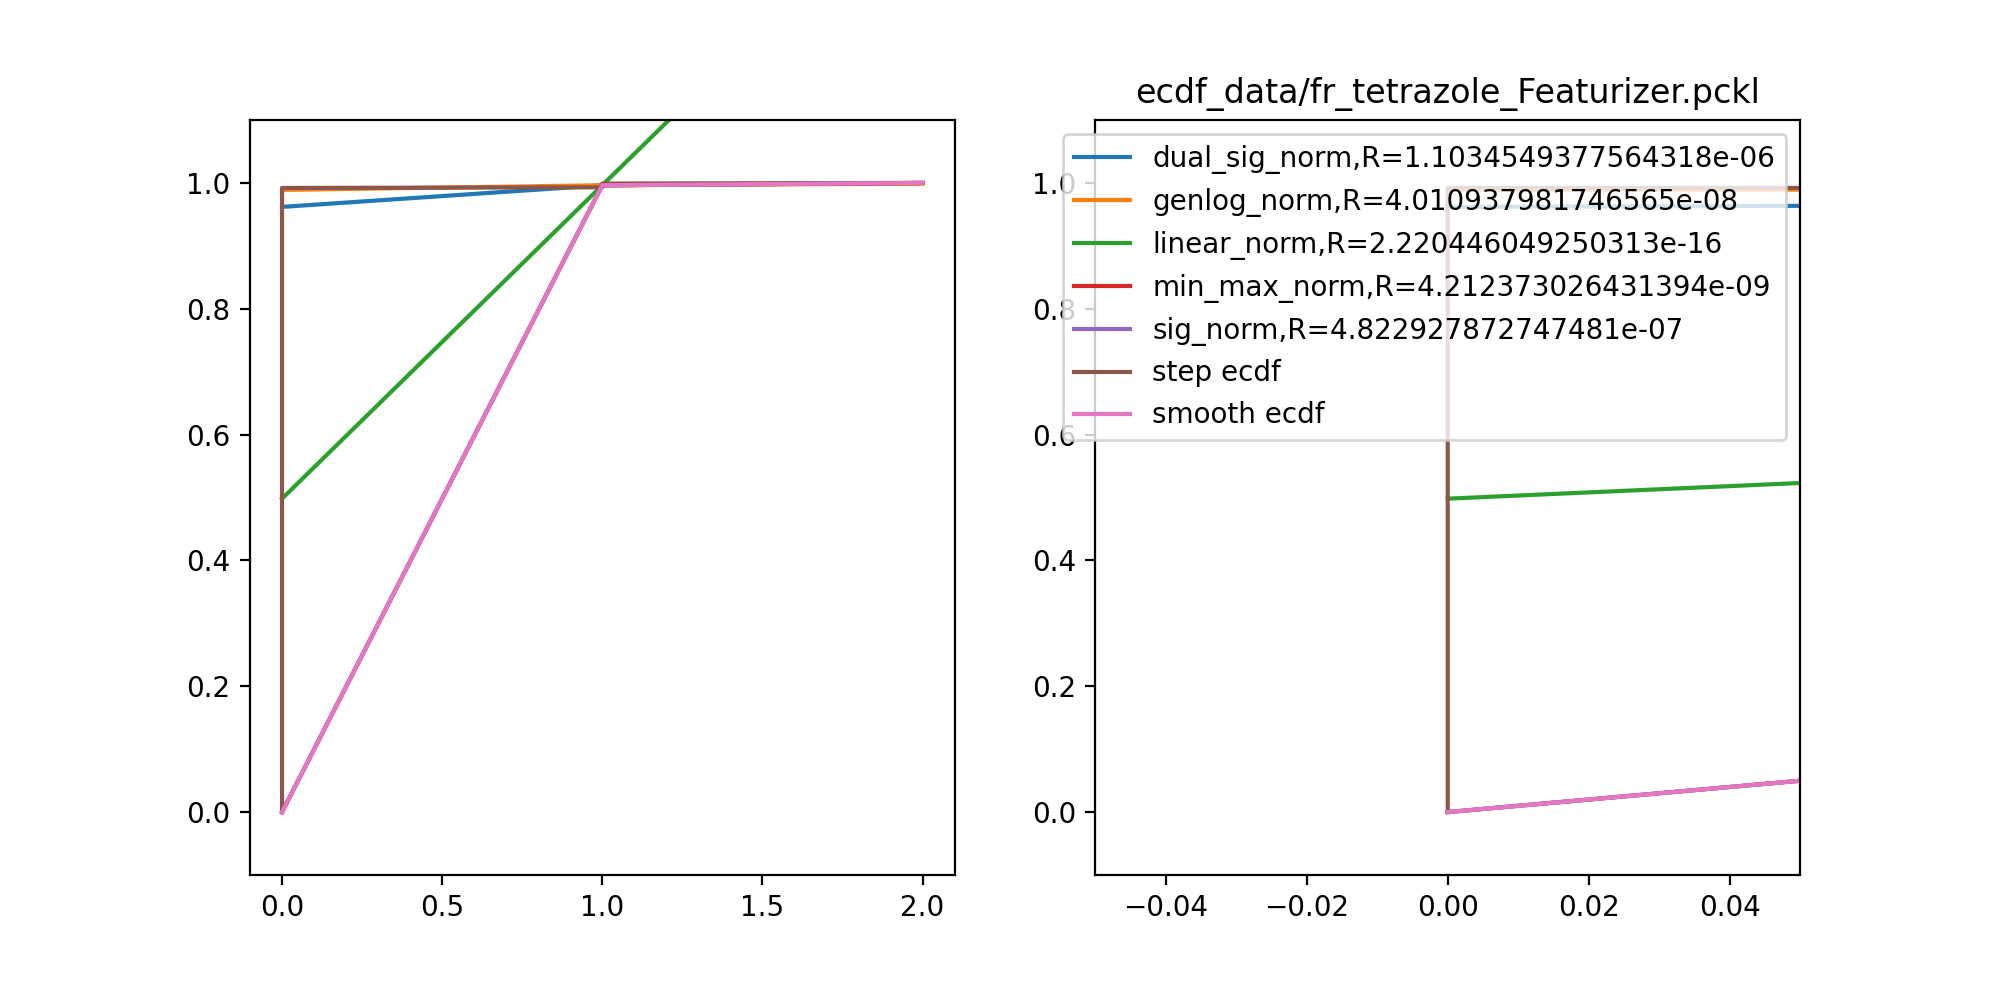 ecdf_data/fr_tetrazole_Featurizer.pckl
1.0
0.8
0.6
0.4
0.2
0.0
0.0 0.5 1.0 1.5 2.0
dual_sig_norm,R=1.1034549377564318e-06
genlog_norm,R=4.010937981746565e-08
linear_norm,R=2.220446049250313e-16
min_max_norm,R=4.212373026431394e-09
sig_norm,R=4.822927872747481e-07
step ecdf
smooth ecdf
1.0
0.8
0.6
0.4
0.2
0.0
−0.04 −0.02 0.00 0.02 0.04